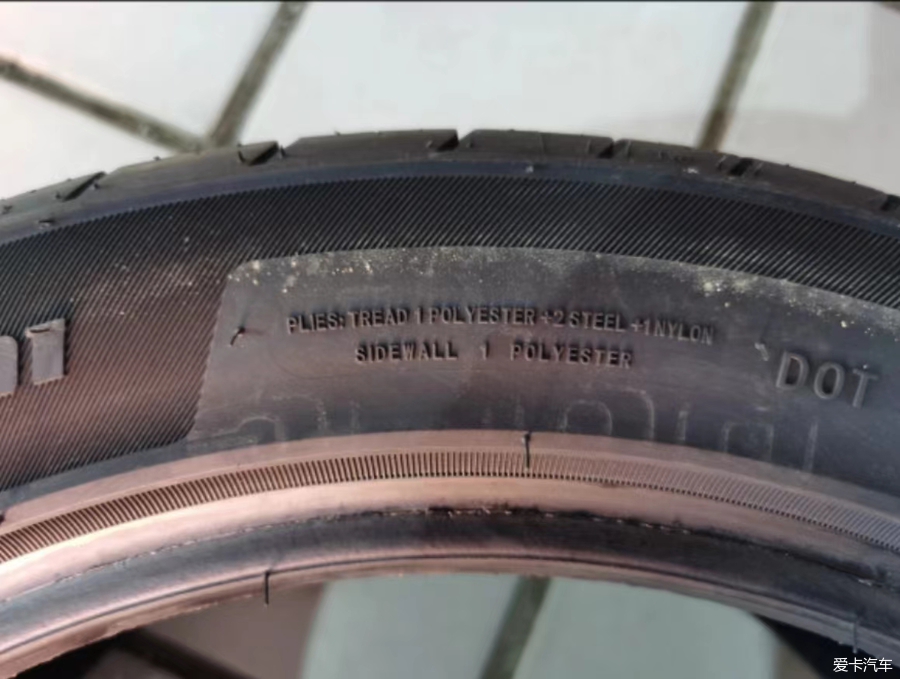 PLIES: TREAD 1 POLYESTER+2 STEEL+1 NYLON
SIDEWALL 1 POLYESTER
DOT
爱卡汽车